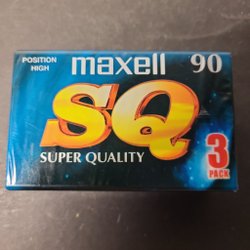 POSITION
HIGH
maxell 90
SQ
SUPER QUALITY
3
PACK